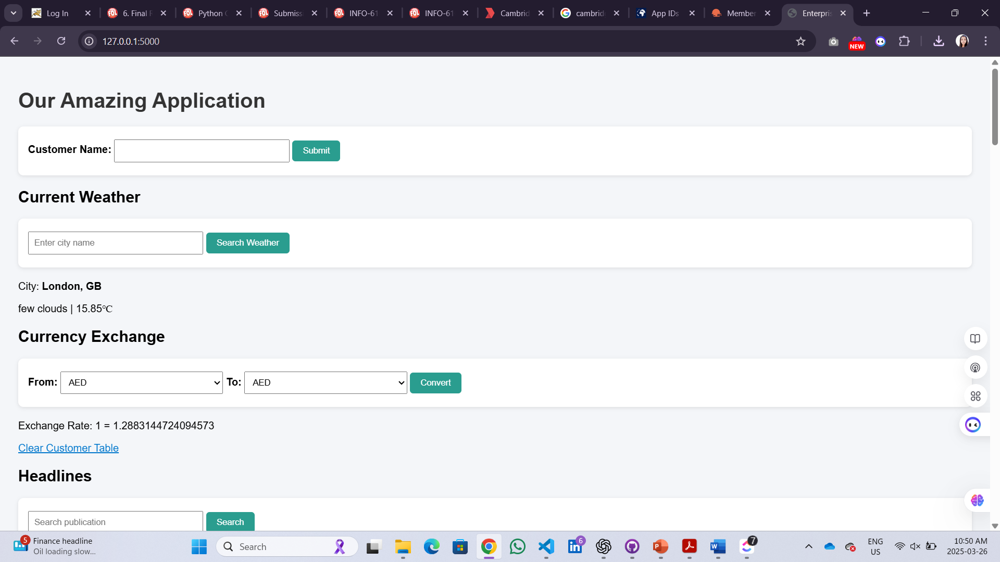 Log In
6. Final F
Python C
Submiss
INFO-61
INFO-61
Cambrid
cambrid
App IDs
Member
Enterpris
127.0.0.1:5000
NEW
Our Amazing Application
Customer Name: Submit
Current Weather
Enter city name Search Weather
City: London, GB
few clouds | 15.85°C
Currency Exchange
From: AED To: AED Convert
Exchange Rate: 1 = 1.2883144724094573
Clear Customer Table
Headlines
Search publication Search
5 Finance headline
Oil loading slow...
Search
6
7
ENG
US
10:50 AM
2025-03-26